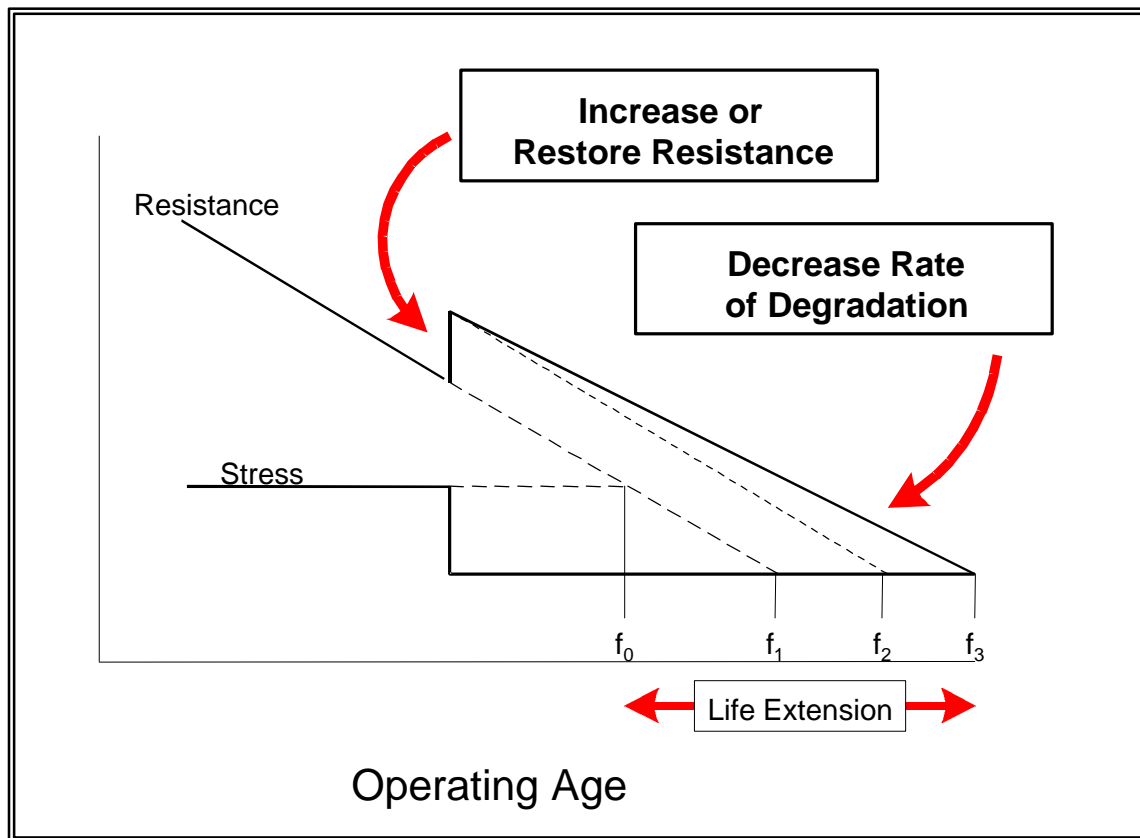 Increase or
Restore Resistance
Resistance
Decrease Rate
of Degradation
Stress
f₀ f₁ f₂ f₃
Life Extension
Operating Age